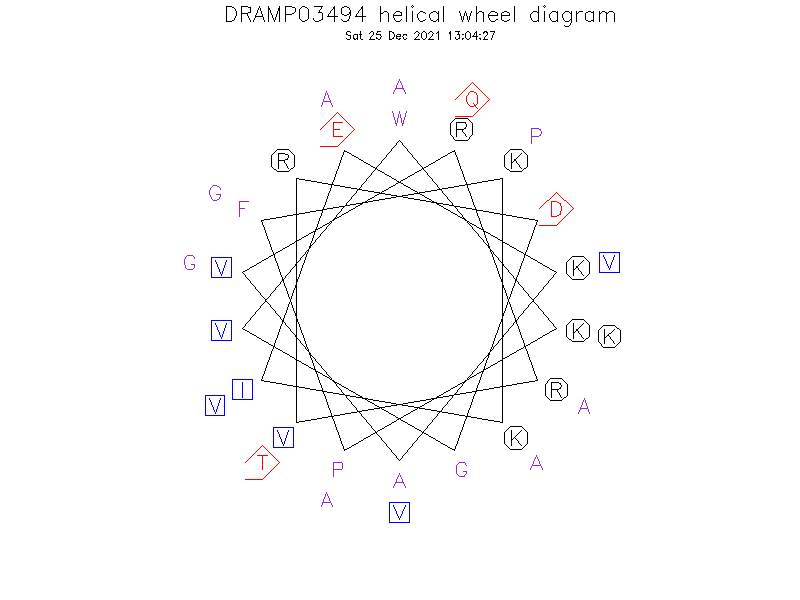 DRAMP03494 helical wheel diagram
Sat 25 Dec 2021 13:04:27
A
A Q
W
E R P
R K
G
F D
G V K V
V K K
I R
V A
V K
T P G A
A
A
V